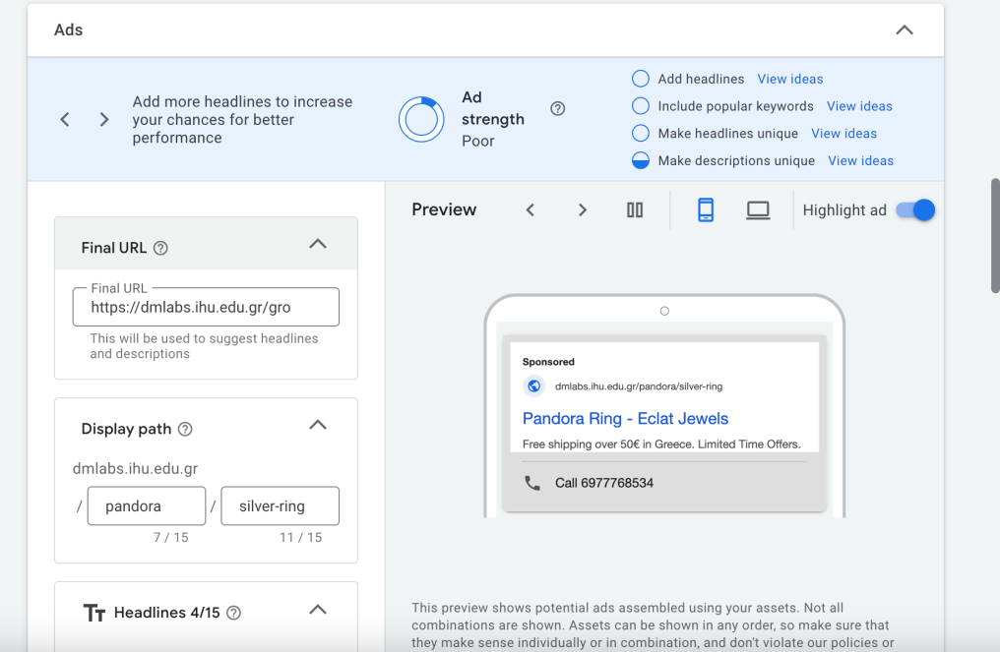 Ads
Add more headlines to increase
your chances for better
performance
Ad
strength
Poor
Add headlines View ideas
Include popular keywords View ideas
Make headlines unique View ideas
Make descriptions unique View ideas
Final URL
Final URL
https://dmlabs.ihu.edu.gr/gro
This will be used to suggest headlines
and descriptions
Display path
dmlabs.ihu.edu.gr
/ pandora / silver-ring
7 / 15 11 / 15
Headlines 4/15
Preview
Highlight ad
Sponsored
dmlabs.ihu.edu.gr/pandora/silver-ring
Pandora Ring - Eclat Jewels
Free shipping over 50€ in Greece. Limited Time Offers.
Call 6977768534
This preview shows potential ads assembled using your assets. Not all
combinations are shown. Assets can be shown in any order, so make sure that
they make sense individually or in combination, and don't violate our policies or